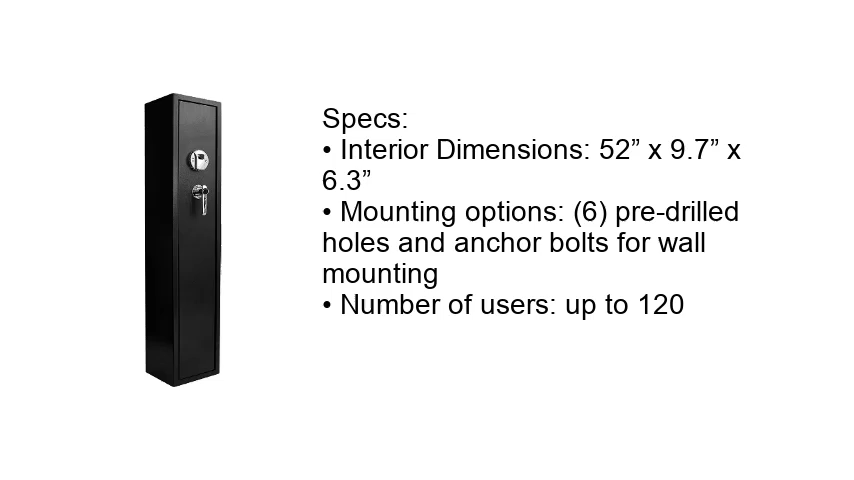 Specs:
• Interior Dimensions: 52” x 9.7” x
6.3”
• Mounting options: (6) pre-drilled
holes and anchor bolts for wall
mounting
• Number of users: up to 120